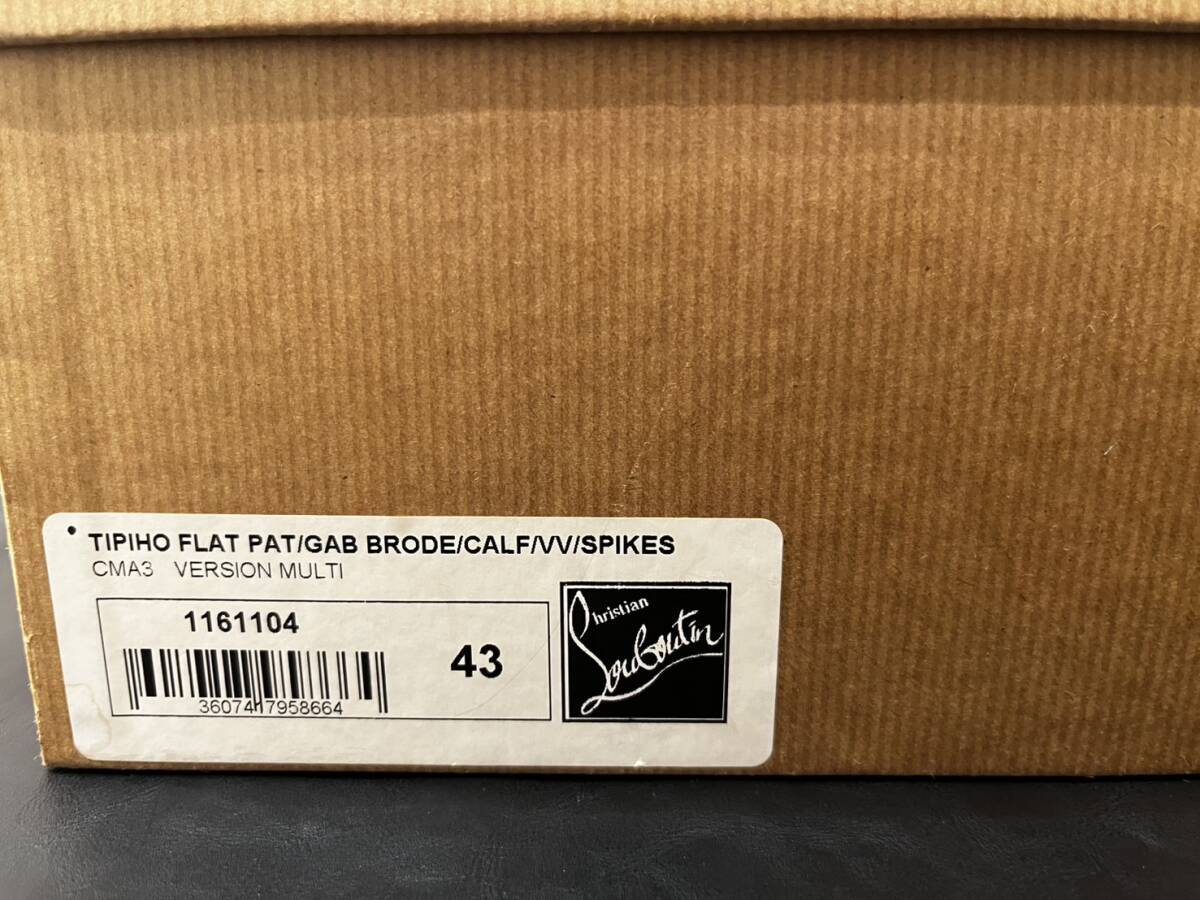 TIPIHO FLAT PAT/GAB BRODE/CALF/VV/SPIKES
CMA3 VERSION MULTI
1161104
43
3607417958664
Christian
Louboutin